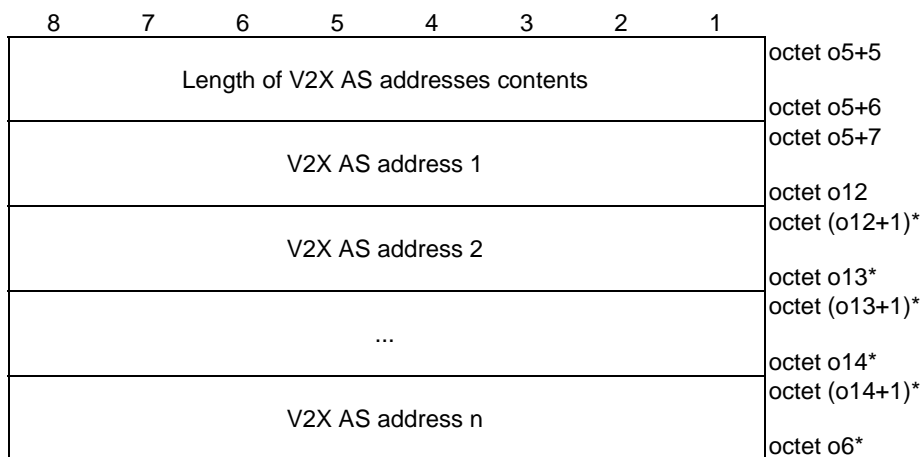 8 7 6 5 4 3 2 1
octet o5+5
Length of V2X AS addresses contents
octet o5+6
octet o5+7
V2X AS address 1
octet o12
octet (o12+1)*
V2X AS address 2
octet o13*
octet (o13+1)*
...
octet o14*
octet (o14+1)*
V2X AS address n
octet o6*